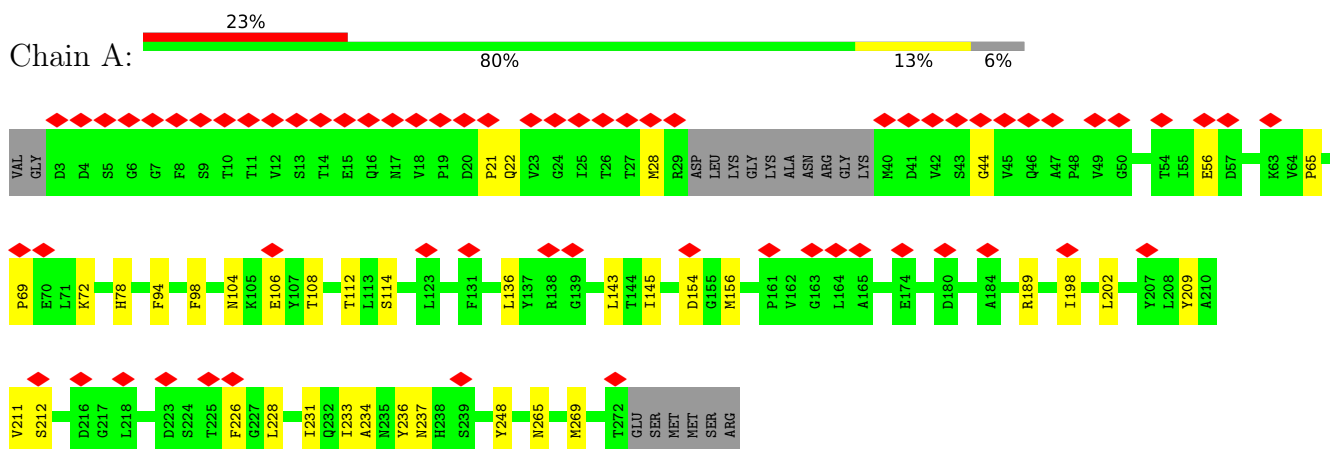 23%
Chain A:
80% 13% 6%
VAL GLY D3 D4 S5 G6 G7 F8 S9 T10 T11 V12 S13 T14 E15 Q16 N17 V18 P19 D20 P21 Q22 V23 G24 I25 T26 T27 M28 R29 ASP LEU LYS GLY LYS ALA ASN ARG GLY LYS M40 D41 V42 S43 G44 V45 Q46 A47 P48 V49 G50 T54 I55 E56 D57 K63 V64 P65
P69 E70 L71 K72 H78 F94 F98 N104 K105 E106 Y107 T108 T112 L113 S114 L123 F131 L136 Y137 R138 G139 L143 T144 I145 D154 G155 M156 P161 V162 G163 L164 A165 E174 D180 A184 R189 I198 L202 Y207 L208 Y209 A210
V211 S212 D216 G217 L218 D223 S224 T225 F226 G227 L228 I231 Q232 I233 A234 N235 Y236 N237 H238 S239 Y248 N265 M269 T272 GLU SER MET MET SER ARG